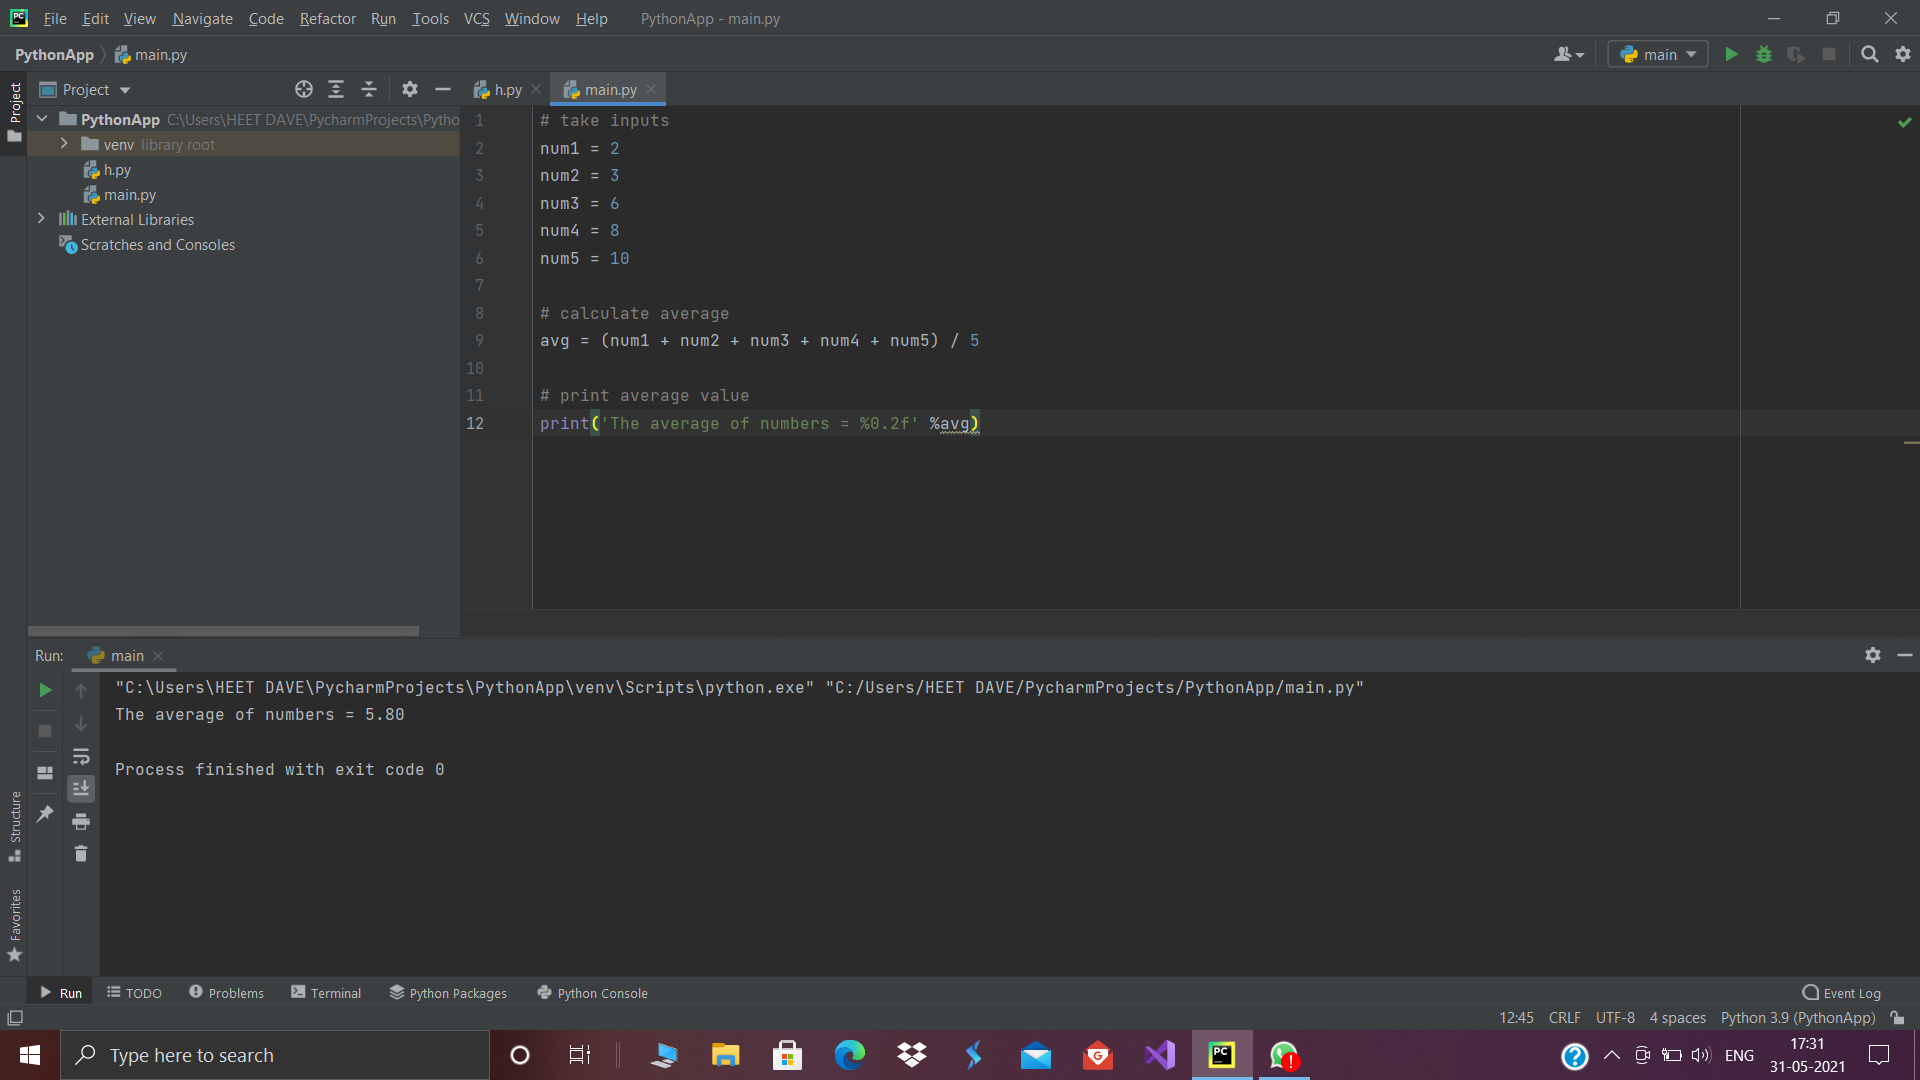 File Edit View Navigate Code Refactor Run Tools VCS Window Help PythonApp - main.py
PythonApp main.py main
Project
Project
h.py main.py
PythonApp C:\Users\HEET DAVE\PycharmProjects\Pytho
venv library root
h.py
main.py
External Libraries
Scratches and Consoles
1 # take inputs
2 num1 = 2
3 num2 = 3
4 num3 = 6
5 num4 = 8
6 num5 = 10
7
8 # calculate average
9 avg = (num1 + num2 + num3 + num4 + num5) / 5
10
11 # print average value
12 print('The average of numbers = %0.2f' %avg)
Run: main
"C:\Users\HEET DAVE\PycharmProjects\PythonApp\venv\Scripts\python.exe" "C:/Users/HEET DAVE/PycharmProjects/PythonApp/main.py"
The average of numbers = 5.80
Process finished with exit code 0
Structure
Favorites
Run TODO Problems Terminal Python Packages Python Console Event Log
12:45 CRLF UTF-8 4 spaces Python 3.9 (PythonApp)
Type here to search
ENG
17:31
31-05-2021